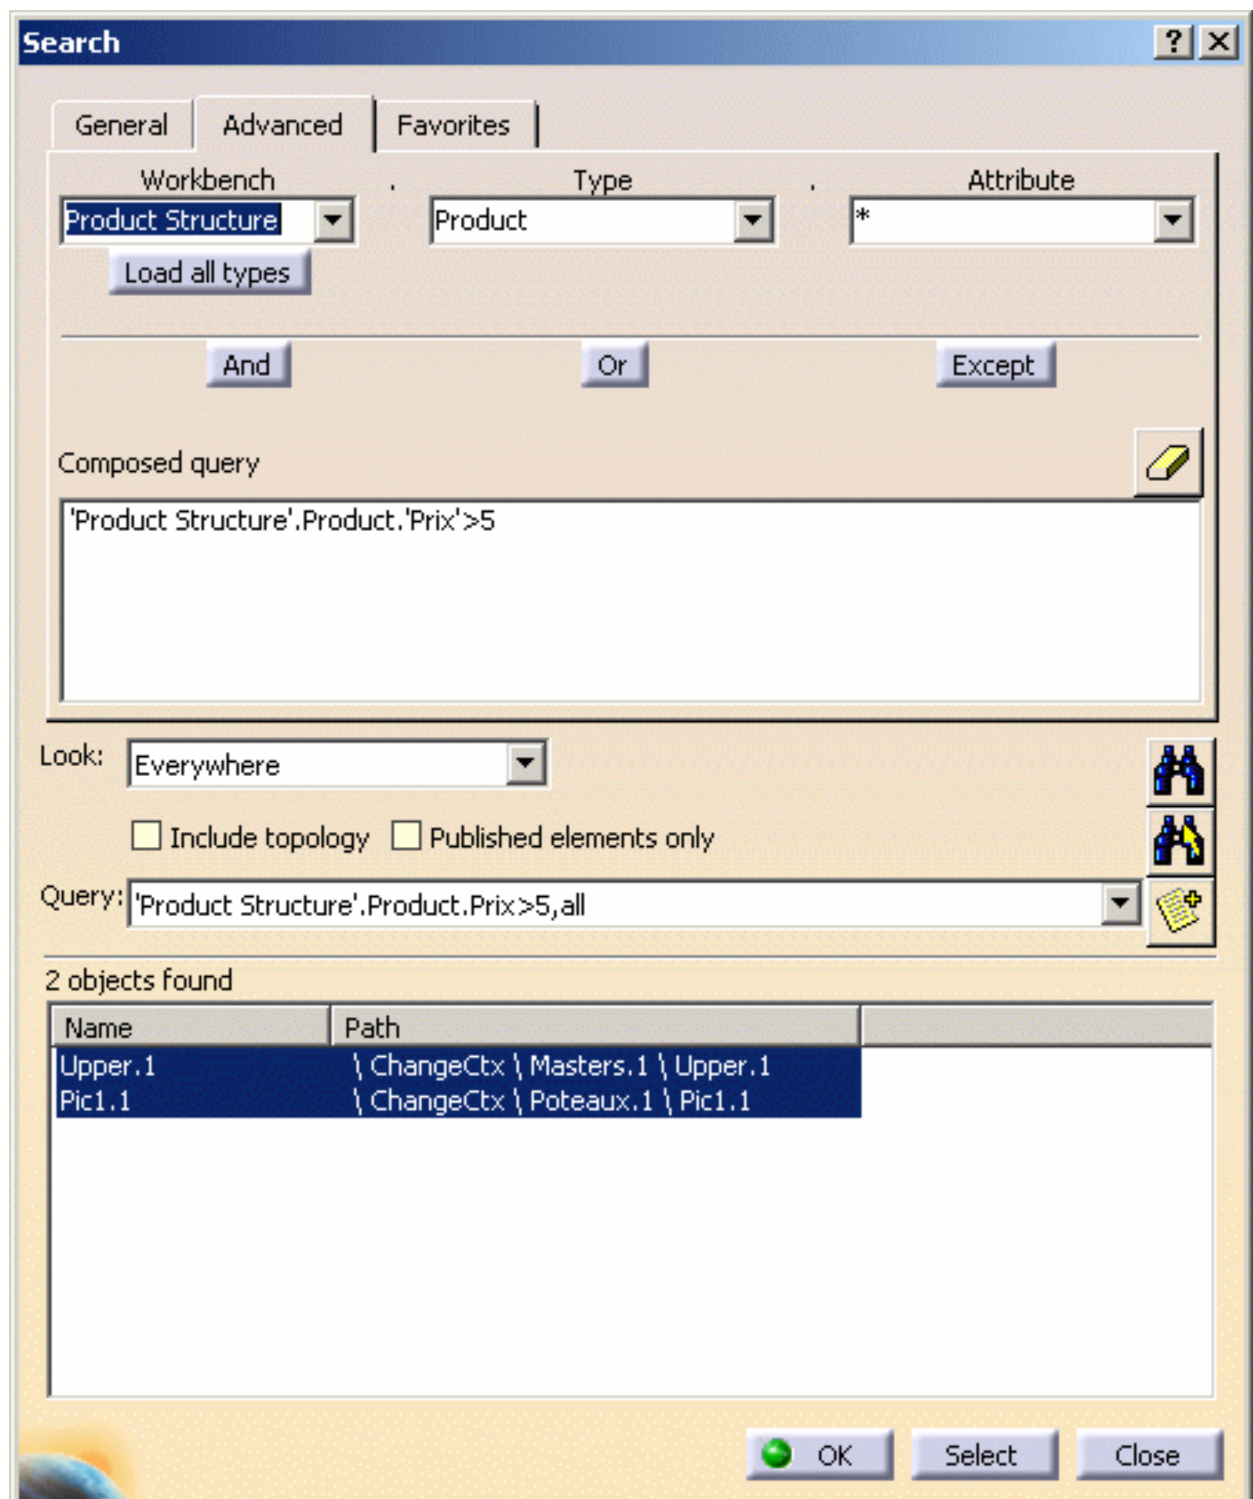 Search
General Advanced Favorites
Workbench . Type . Attribute
Product Structure Product *
Load all types
And Or Except
Composed query
'Product Structure'.Product.'Prix'>5
Look: Everywhere
Include topology Published elements only
Query: 'Product Structure'.Product.Prix>5,all
2 objects found
Name Path
Upper.1 \ ChangeCtx \ Masters.1 \ Upper.1
Pic1.1 \ ChangeCtx \ Poteaux.1 \ Pic1.1
OK Select Close